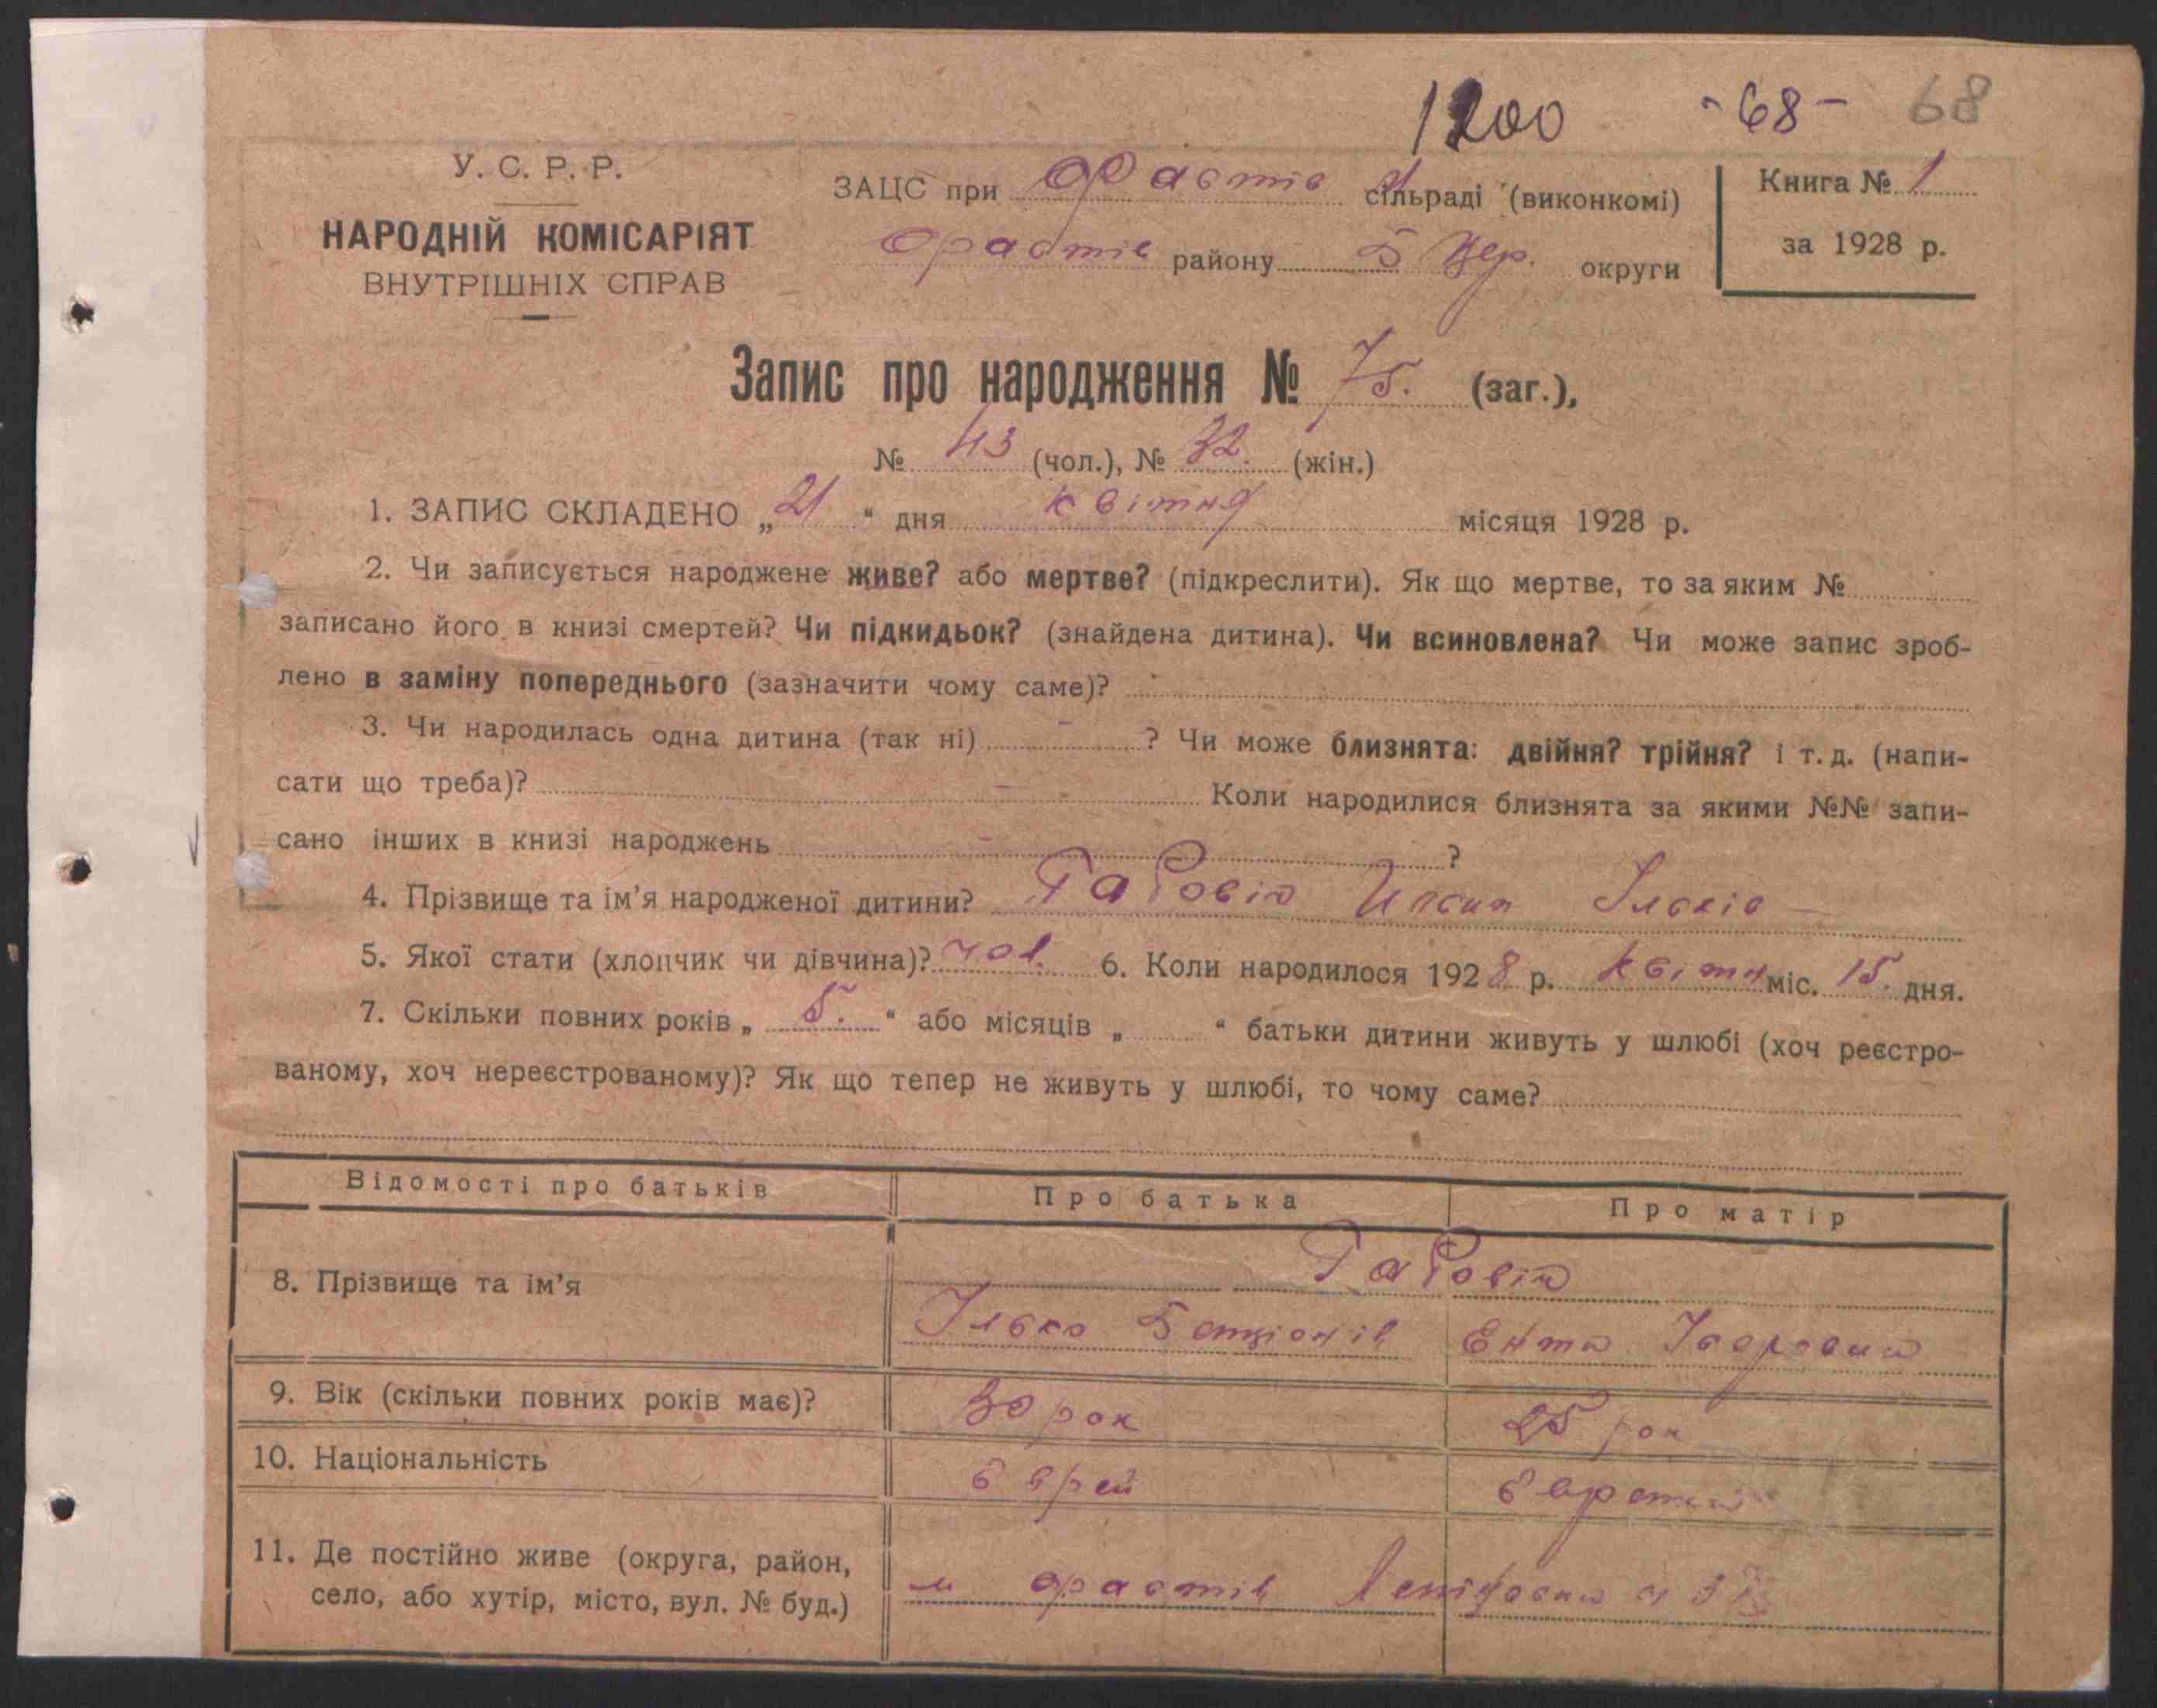 1200 -68- 68
У. С. Р. Р.
НАРОДНІЙ КОМІСАРІЯТ
ВНУТРІШНІХ СПРАВ
ЗАЦС при Фастів сільраді (виконкомі)
Фастів району Б Цер. округи
Книга № 1
за 1928 р.
Запис про народження № 75. (заг.),
№ 43 (чол.), № 32. (жін.)
1. ЗАПИС СКЛАДЕНО „21“ дня квітня місяця 1928 р.
2. Чи записується народжене живе? або мертве? (підкреслити). Як що мертве, то за яким №
записано його в книзі смертей? Чи підкидьок? (знайдена дитина). Чи всиновлена? Чи може запис зроб-
лено в заміну попереднього (зазначити чому саме)?
3. Чи народилась одна дитина (так ні) - ? Чи може близнята: двійня? трійня? і т. д. (напи-
сати що треба)? - Коли народилися близнята за якими №№ запи-
сано інших в книзі народжень - ?
4. Прізвище та ім’я народженої дитини?
5. Якої стати (хлопчик чи дівчина)? чол. 6. Коли народилося 1928 р. квітн міс. 15. дня.
7. Скільки повних років „ 5. “ або місяців „ “ батьки дитини живуть у шлюбі (хоч реєстро-
ваному, хоч нереєстрованому)? Як що тепер не живуть у шлюбі, то чому саме?
Відомості про батьків Про батька Про матір
8. Прізвище та ім’я
Ілько Ента
9. Вік (скільки повних років має)? 30 рок 25 рок
10. Національність Єврей Єврейка
11. Де постійно живе (округа, район,
село, або хутір, місто, вул. № буд.) м Фастів